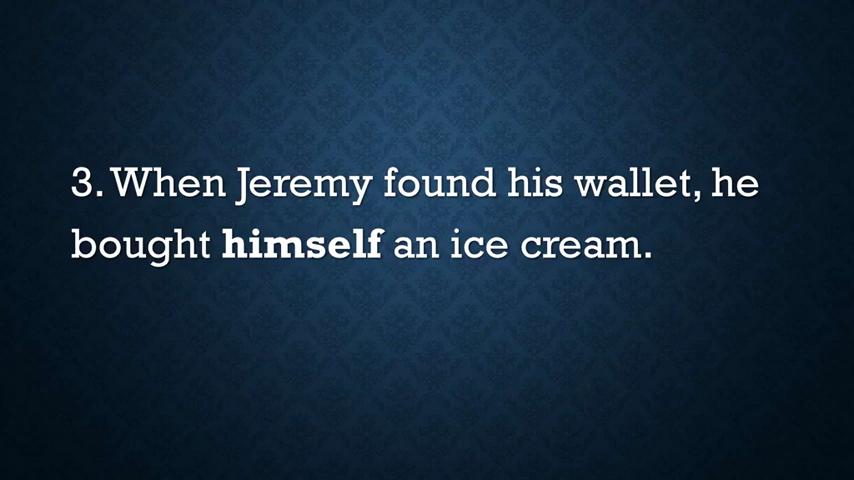 3. When Jeremy found his wallet, he
bought himself an ice cream.